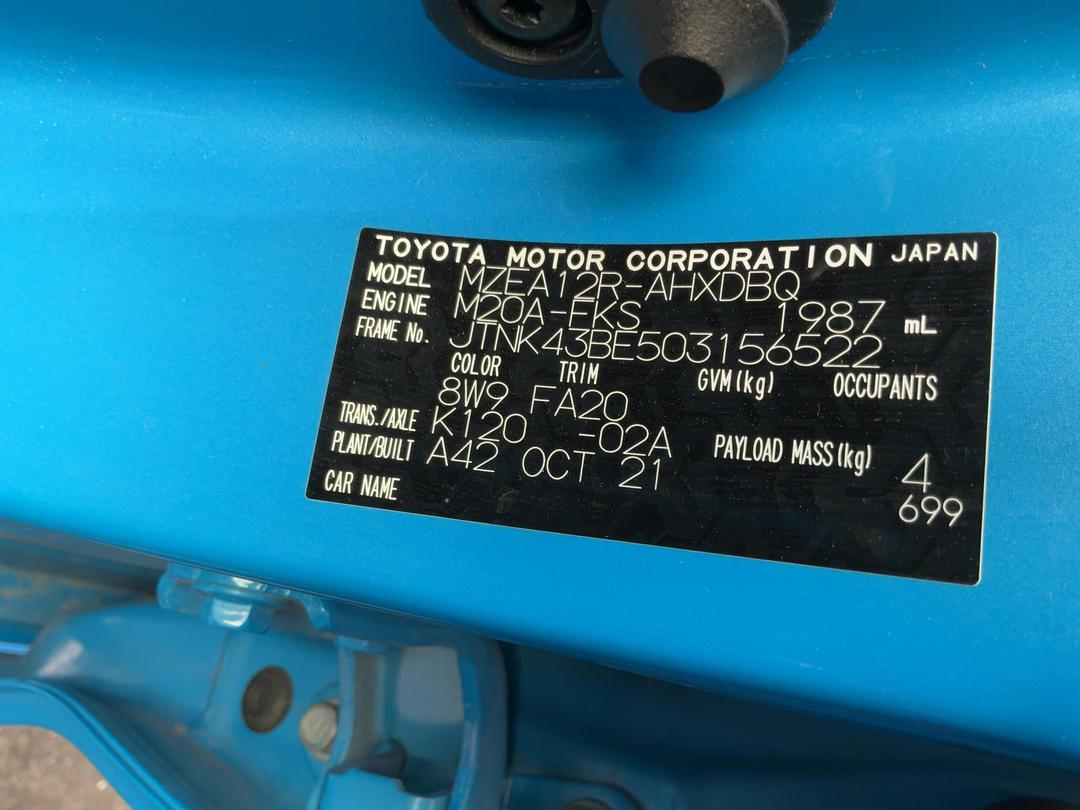 TOYOTA MOTOR CORPORATION JAPAN
MODEL MZEA12R-AHXDBQ
ENGINE M20A-FKS 1987 mL
FRAME No. JTNK43BE503156522
COLOR TRIM GVM(kg) OCCUPANTS
8W9 FA20
TRANS./AXLE K120 -02A PAYLOAD MASS(kg) 4
PLANT/BUILT A42 OCT 21 699
CAR NAME